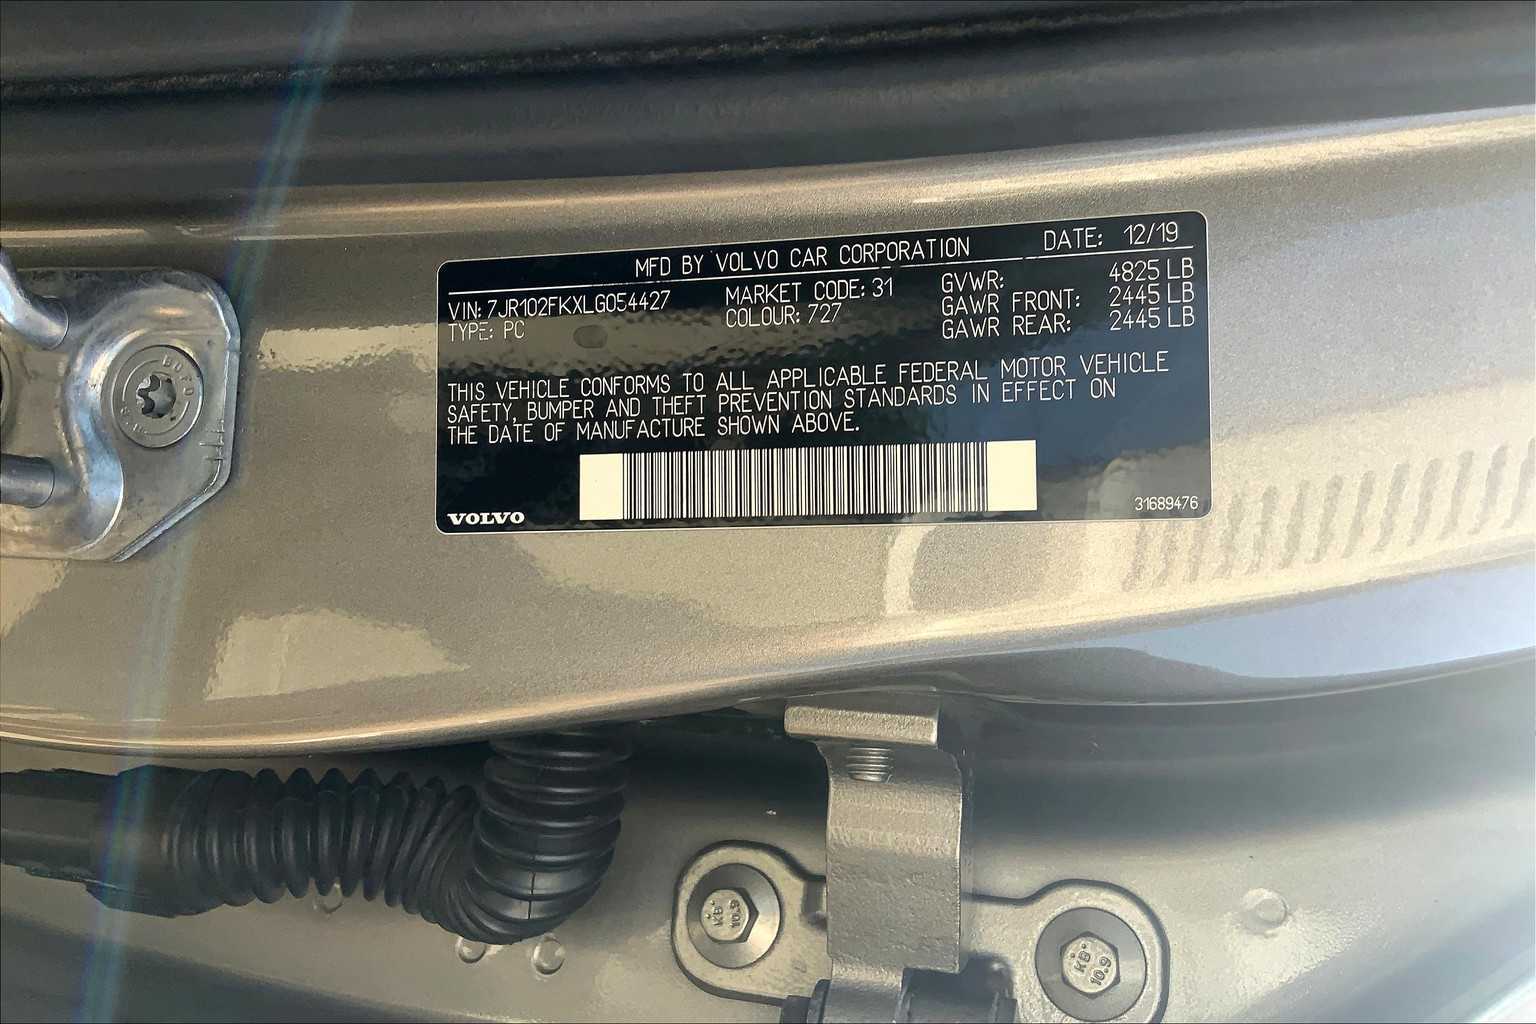 MFD BY VOLVO CAR CORPORATION DATE: 12/19
VIN: 7JR102FKXLG054427 MARKET CODE: 31 GVWR: 4825 LB
TYPE: PC COLOUR: 727 GAWR FRONT: 2445 LB
GAWR REAR: 2445 LB
THIS VEHICLE CONFORMS TO ALL APPLICABLE FEDERAL MOTOR VEHICLE
SAFETY, BUMPER AND THEFT PREVENTION STANDARDS IN EFFECT ON
THE DATE OF MANUFACTURE SHOWN ABOVE.
VOLVO 31689476
KB
10.9
KB
10.9